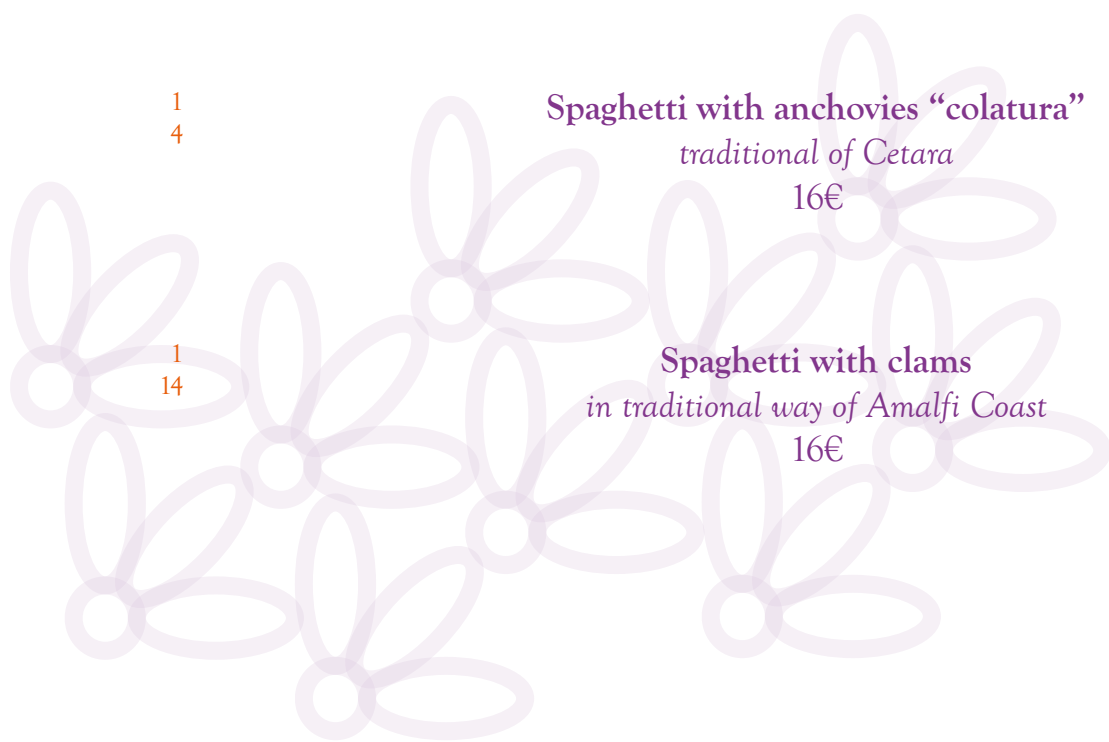 1
4
Spaghetti with anchovies “colatura”
traditional of Cetara
16€
1
14
Spaghetti with clams
in traditional way of Amalfi Coast
16€